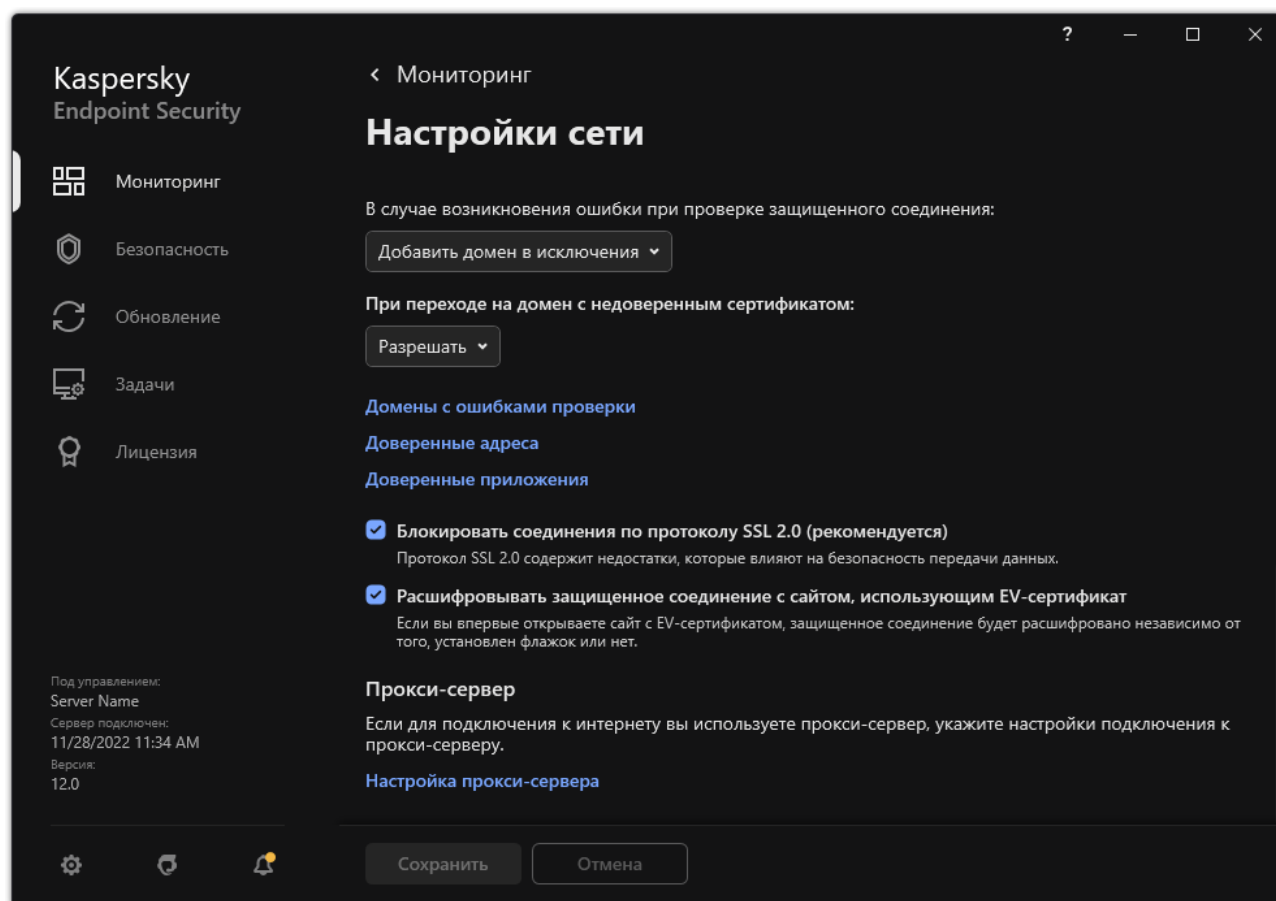 ?
Kaspersky
Endpoint Security
Мониторинг
Безопасность
Обновление
Задачи
Лицензия
Под управлением:
Server Name
Сервер подключен:
11/28/2022 11:34 AM
Версия:
12.0
Мониторинг
Настройки сети
В случае возникновения ошибки при проверке защищенного соединения:
Добавить домен в исключения
При переходе на домен с недоверенным сертификатом:
Разрешать
Домены с ошибками проверки
Доверенные адреса
Доверенные приложения
Блокировать соединения по протоколу SSL 2.0 (рекомендуется)
Протокол SSL 2.0 содержит недостатки, которые влияют на безопасность передачи данных.
Расшифровывать защищенное соединение с сайтом, использующим EV-сертификат
Если вы впервые открываете сайт с EV-сертификатом, защищенное соединение будет расшифровано независимо от
того, установлен флажок или нет.
Прокси-сервер
Если для подключения к интернету вы используете прокси-сервер, укажите настройки подключения к
прокси-серверу.
Настройка прокси-сервера
Сохранить
Отмена